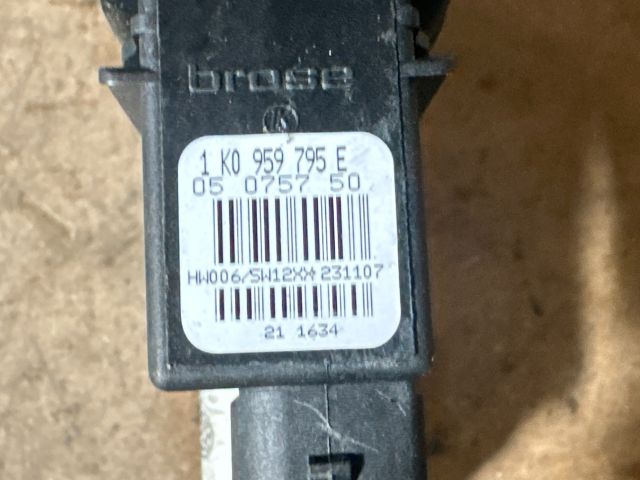 brose
K
1 K0 959 795 E
05 0757 50
HW006/SW12XX*231107
21 1634